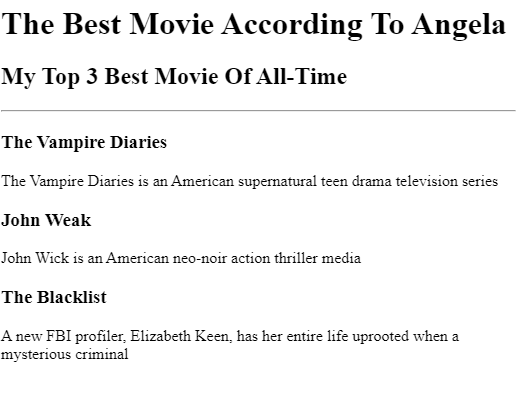 The Best Movie According To Angela
My Top 3 Best Movie Of All-Time
The Vampire Diaries
The Vampire Diaries is an American supernatural teen drama television series
John Weak
John Wick is an American neo-noir action thriller media
The Blacklist
A new FBI profiler, Elizabeth Keen, has her entire life uprooted when a
mysterious criminal